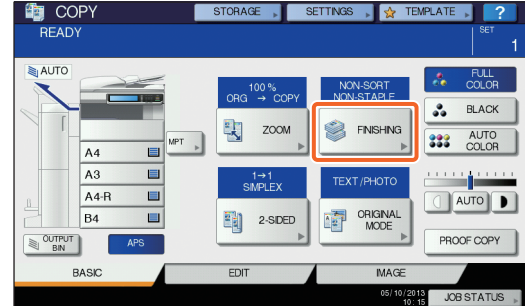 COPY
STORAGE
SETTINGS
TEMPLATE
?
READY
SET
1
AUTO
100 %
ORG → COPY
NON-SORT
NON-STAPLE
FULL
COLOR
ZOOM
FINISHING
BLACK
AUTO
COLOR
MPT
A4
A3
A4-R
B4
1→1
SIMPLEX
TEXT/PHOTO
2-SIDED
ORIGINAL
MODE
AUTO
OUTPUT
BIN
APS
PROOF COPY
BASIC
EDIT
IMAGE
05/10/2013
10:15
JOB STATUS